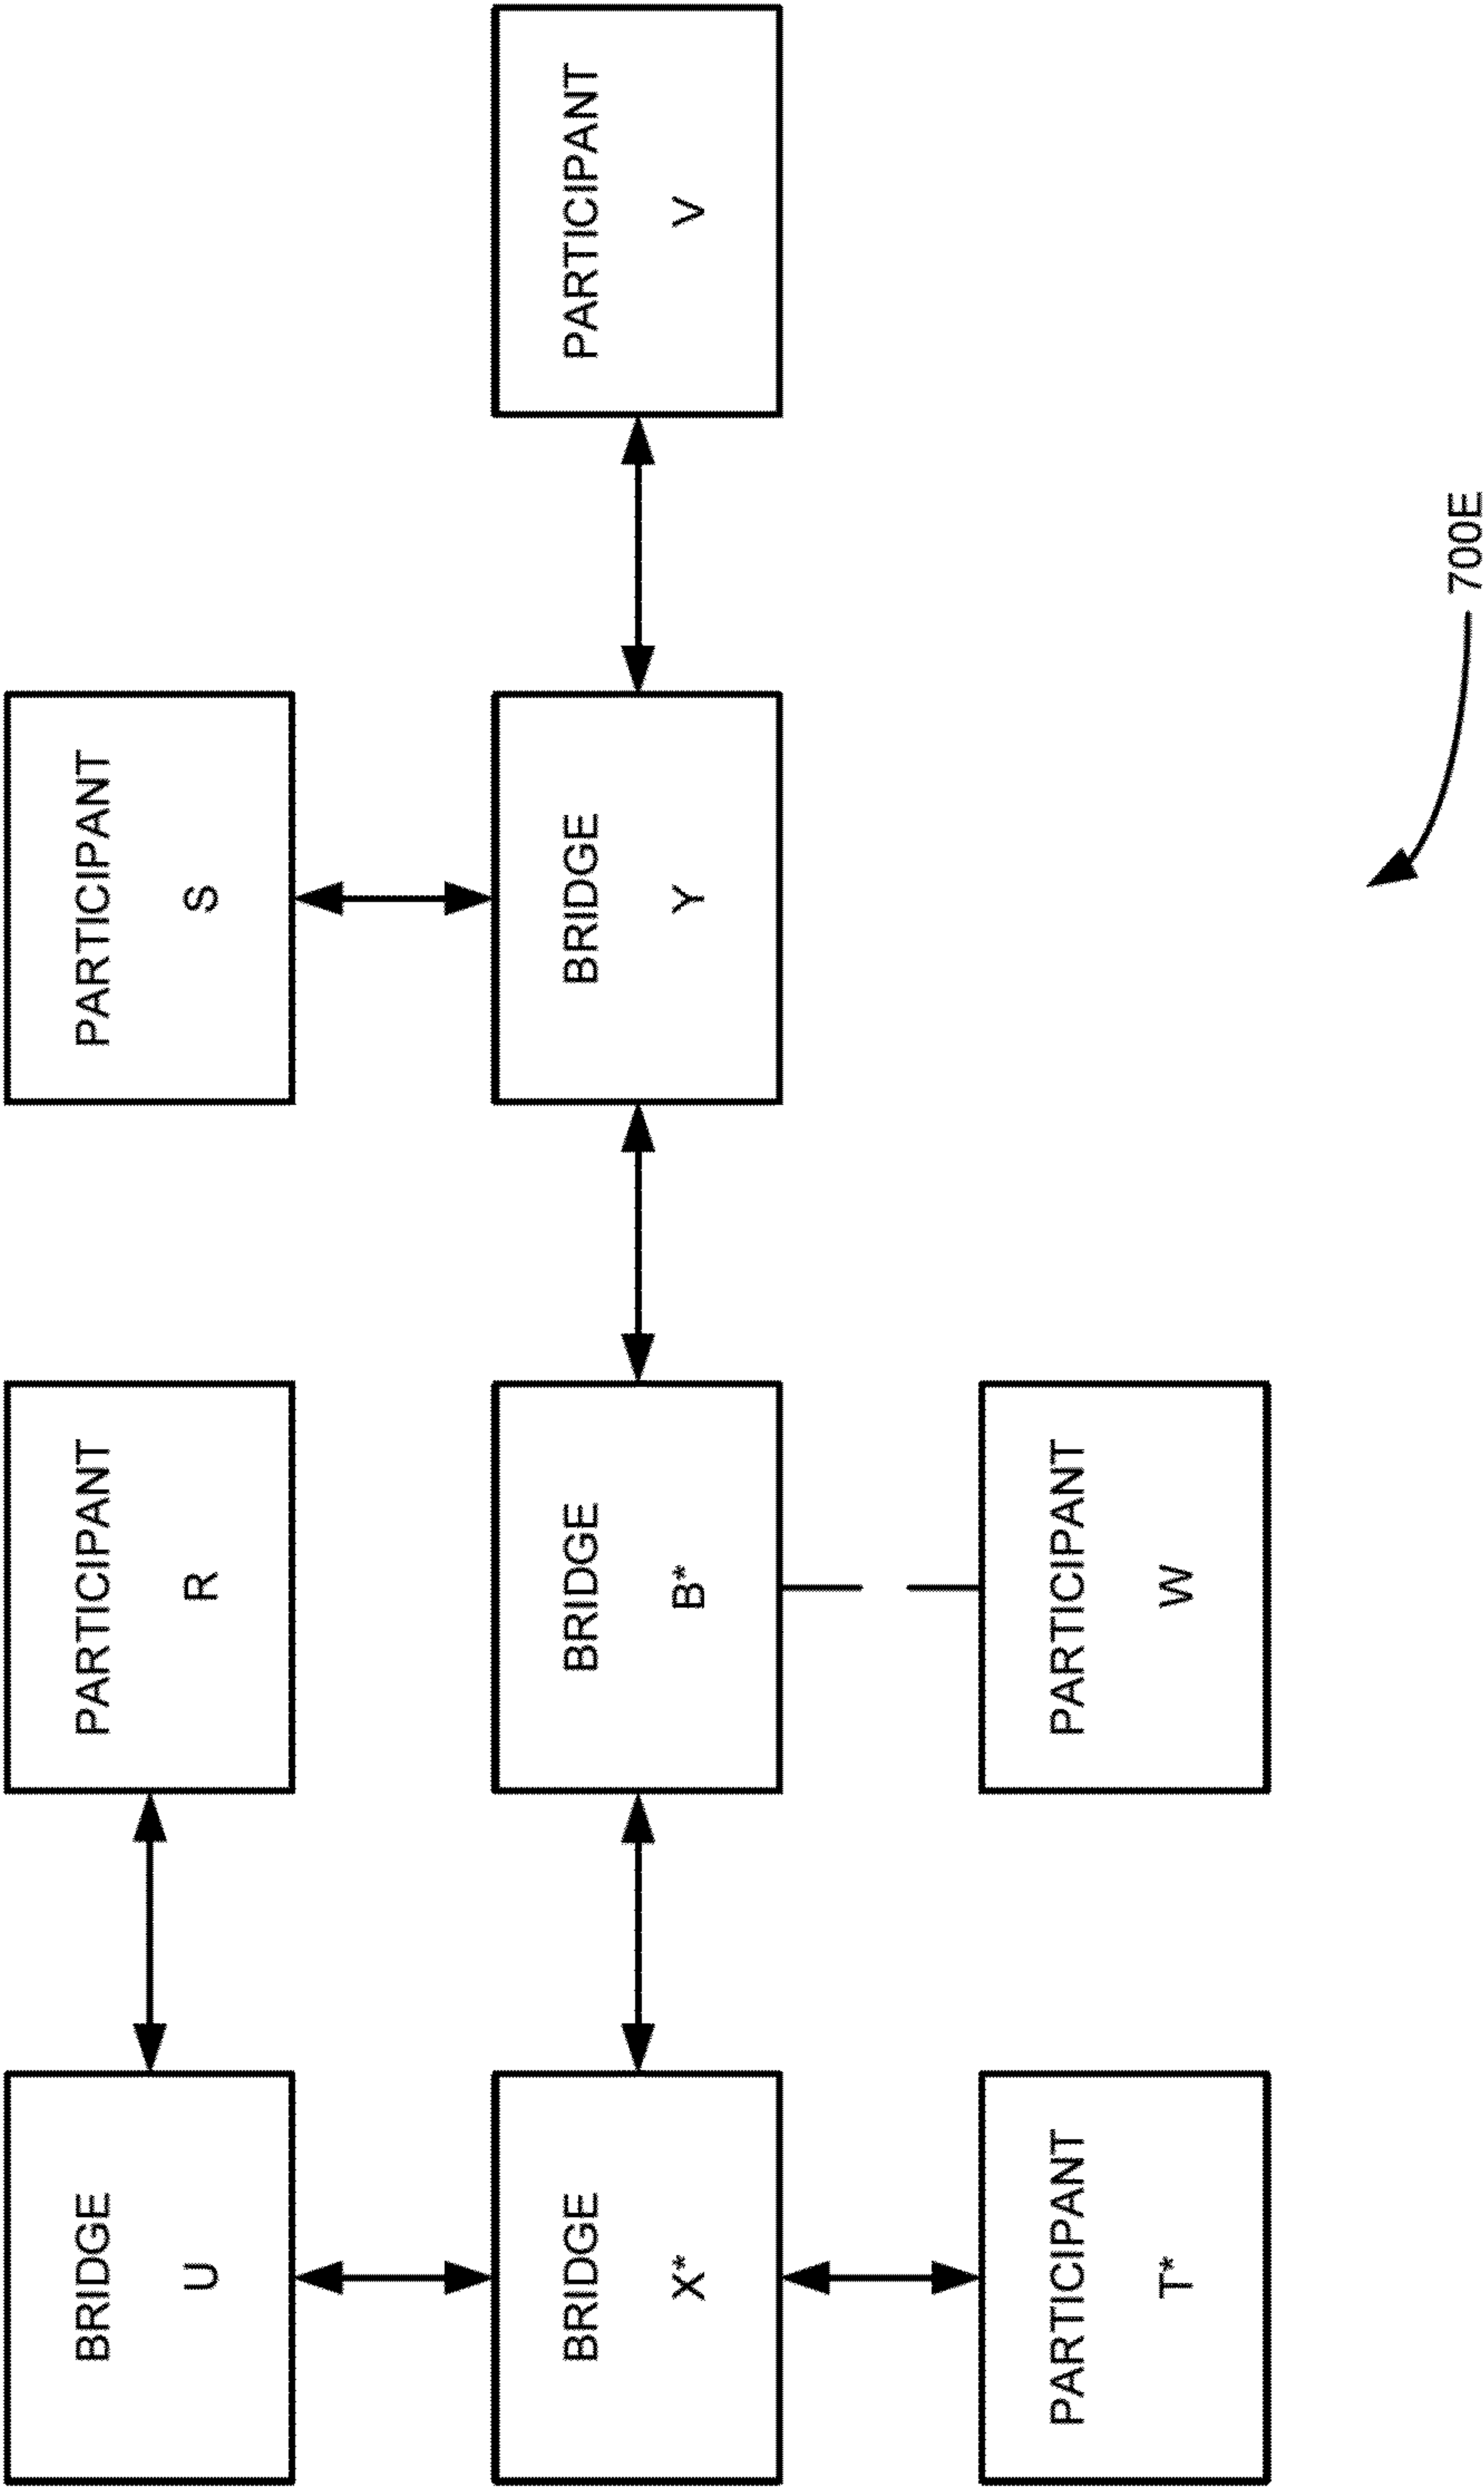 BRIDGE
U
PARTICIPANT
R
PARTICIPANT
S
BRIDGE
X*
BRIDGE
B*
BRIDGE
Y
PARTICIPANT
V
PARTICIPANT
T*
PARTICIPANT
W
700E